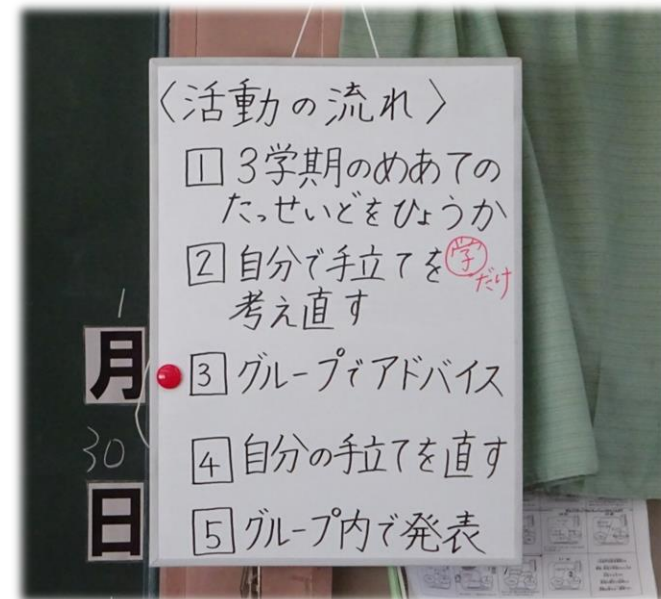 〈活動の流れ〉
1 3学期のめあての
たっせいどをひょうか
2 自分で手立てを 学
だけ
考え直す
3 グループでアドバイス
4 自分の手立てを直す
5 グループ内で発表
1
月
30
日